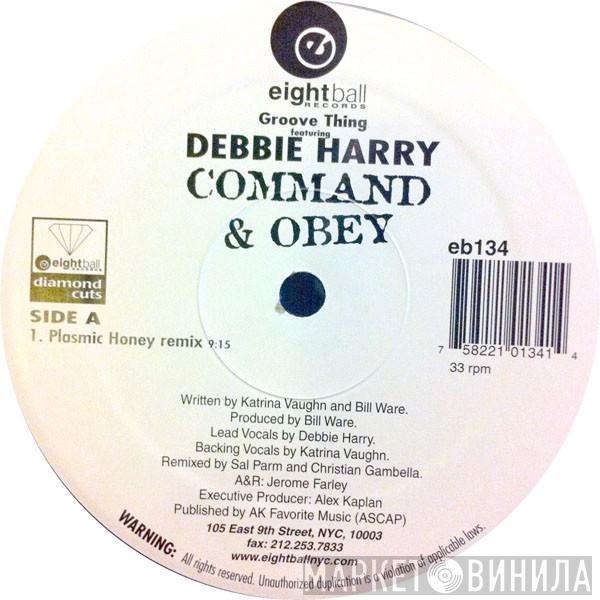 e
eightball
RECORDS
Groove Thing
featuring
DEBBIE HARRY
COMMAND
& OBEY
eb134
eightball
RECORDS
diamond
cuts
SIDE A
1. Plasmic Honey remix 9:15
7 58221 01341 4
33 rpm
Written by Katrina Vaughn and Bill Ware.
Produced by Bill Ware.
Lead Vocals by Debbie Harry.
Backing Vocals by Katrina Vaughn.
Remixed by Sal Parm and Christian Gambella.
A&R: Jerome Farley
Executive Producer: Alex Kaplan
Published by AK Favorite Music (ASCAP)
105 East 9th Street, NYC, 10003
fax: 212.253.7833
www.eightballnyc.com
WARNING: All rights reserved. Unauthorized duplication is a violation of applicable laws.
МАРКЕТ ВИНИЛА